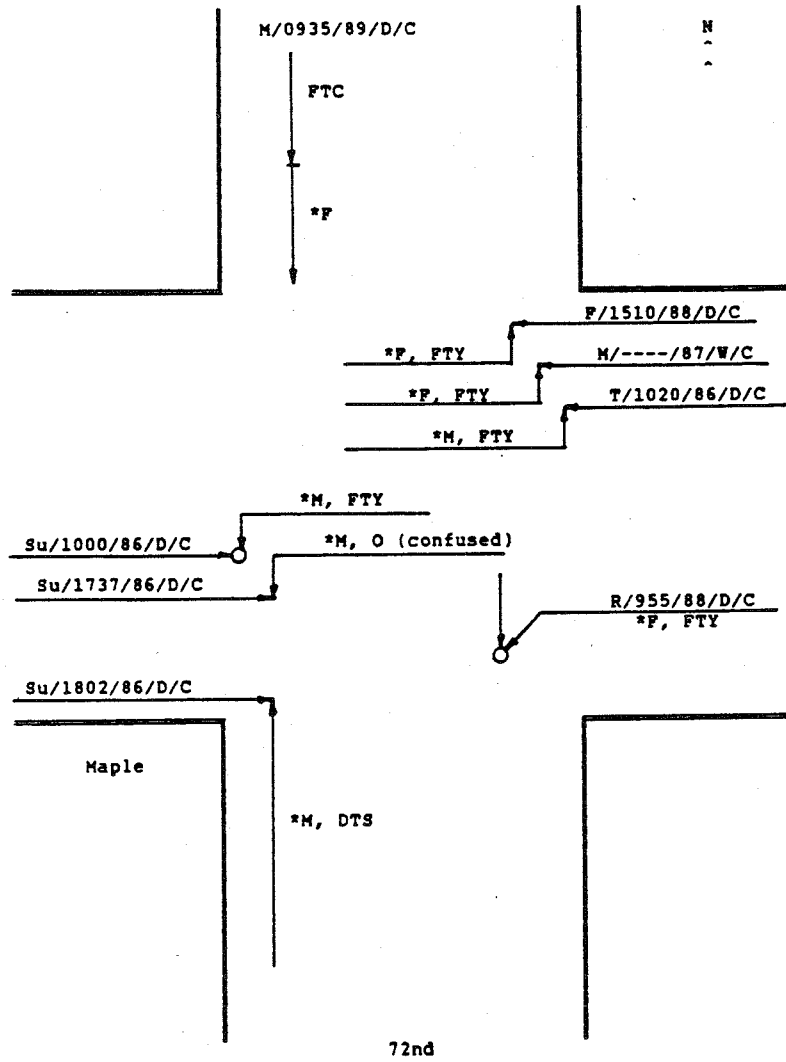 M/0935/89/D/C
N
FTC
*F
F/1510/88/D/C
*F, FTY
M/----/87/W/C
*F, FTY
T/1020/86/D/C
*M, FTY
*M, FTY
Su/1000/86/D/C
*M, O (confused)
Su/1737/86/D/C
R/955/88/D/C
*F, FTY
Su/1802/86/D/C
Maple
*M, DTS
72nd